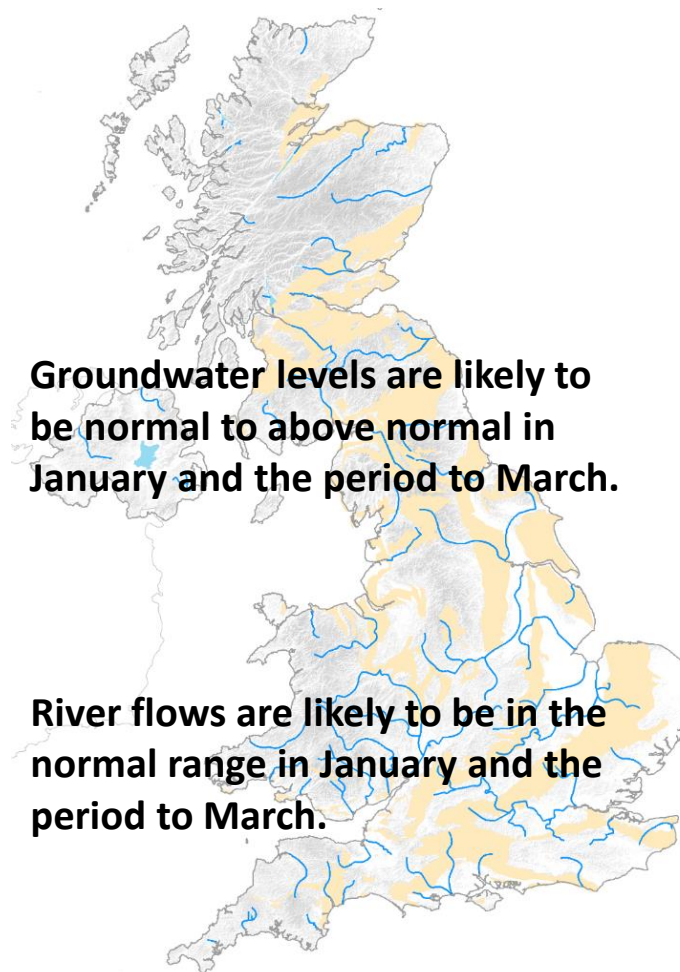 Groundwater levels are likely to
be normal to above normal in
January and the period to March.
River flows are likely to be in the
normal range in January and the
period to March.